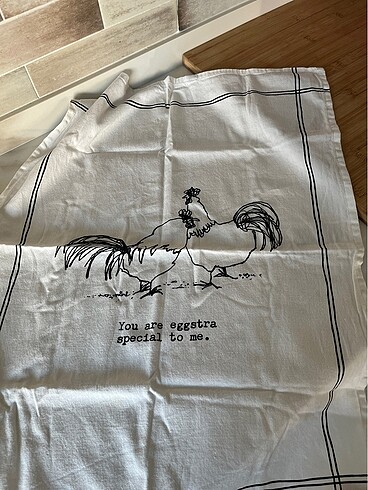 You are eggstra
special to me.